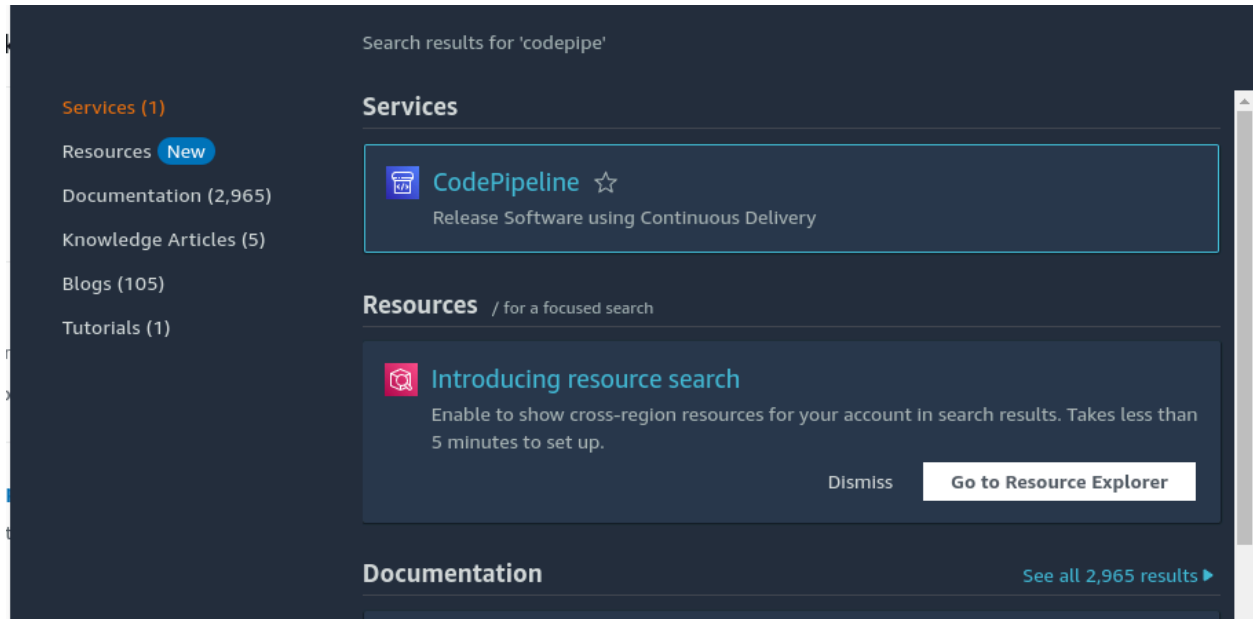 Search results for 'codepipe'
Services (1)
Resources New
Documentation (2,965)
Knowledge Articles (5)
Blogs (105)
Tutorials (1)
Services
CodePipeline
Release Software using Continuous Delivery
Resources / for a focused search
Introducing resource search
Enable to show cross-region resources for your account in search results. Takes less than
5 minutes to set up.
Dismiss
Go to Resource Explorer
Documentation
See all 2,965 results